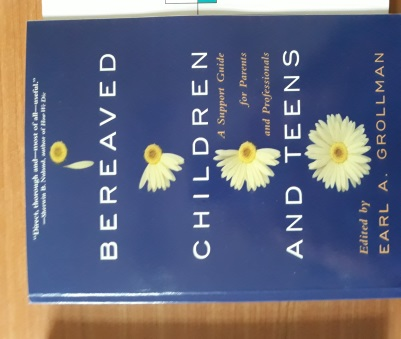 "Direct, thorough and—most of all—useful."
—Sherwin B. Nuland, author of How We Die
BEREAVED
CHILDREN
A Support Guide
for Parents
and Professionals
AND TEENS
Edited by
EARL A. GROLLMAN